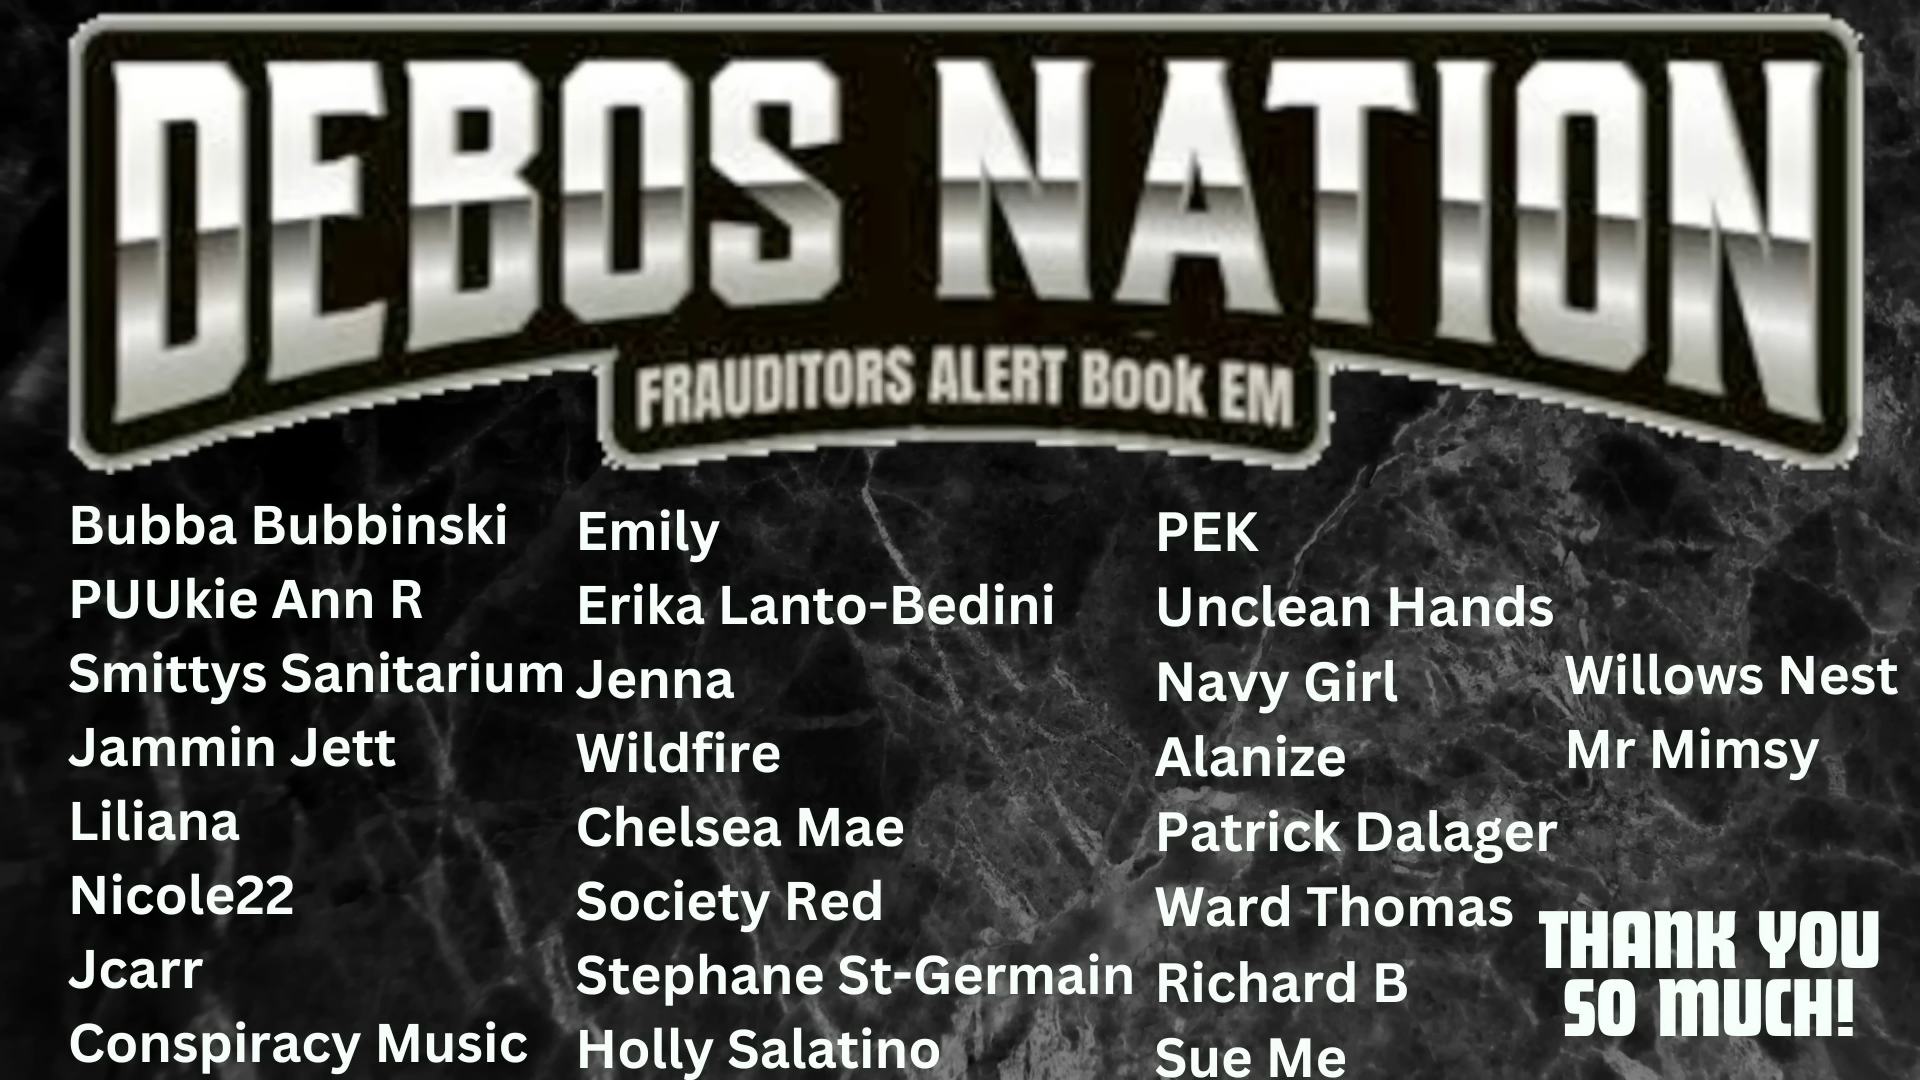 DEBOS NATION
FRAUDITORS ALERT BOOK EM
Bubba Bubbinski
PUUkie Ann R
Smittys Sanitarium
Jammin Jett
Liliana
Nicole22
Jcarr
Conspiracy Music
Emily
Erika Lanto-Bedini
Jenna
Wildfire
Chelsea Mae
Society Red
Stephane St-Germain
Holly Salatino
PEK
Unclean Hands
Navy Girl
Alanize
Patrick Dalager
Ward Thomas
Richard B
Sue Me
Willows Nest
Mr Mimsy
THANK YOU
SO MUCH!